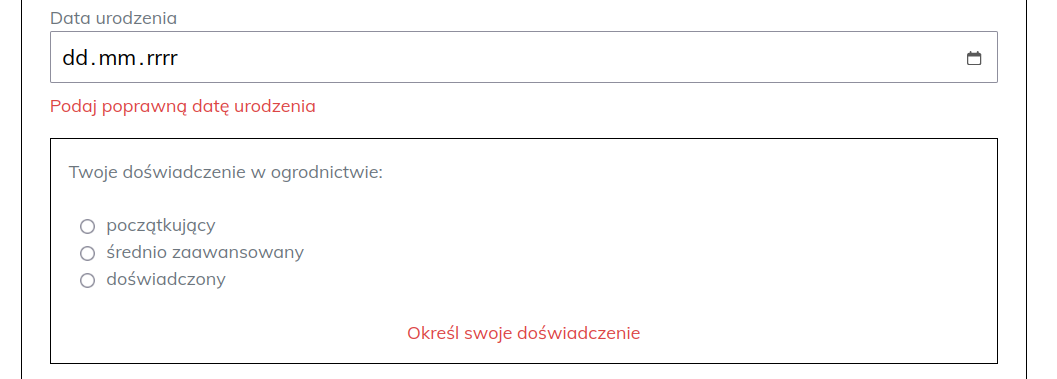 Data urodzenia
dd.mm.rrrr
Podaj poprawną datę urodzenia
Twoje doświadczenie w ogrodnictwie:
początkujący
średnio zaawansowany
doświadczony
Określ swoje doświadczenie